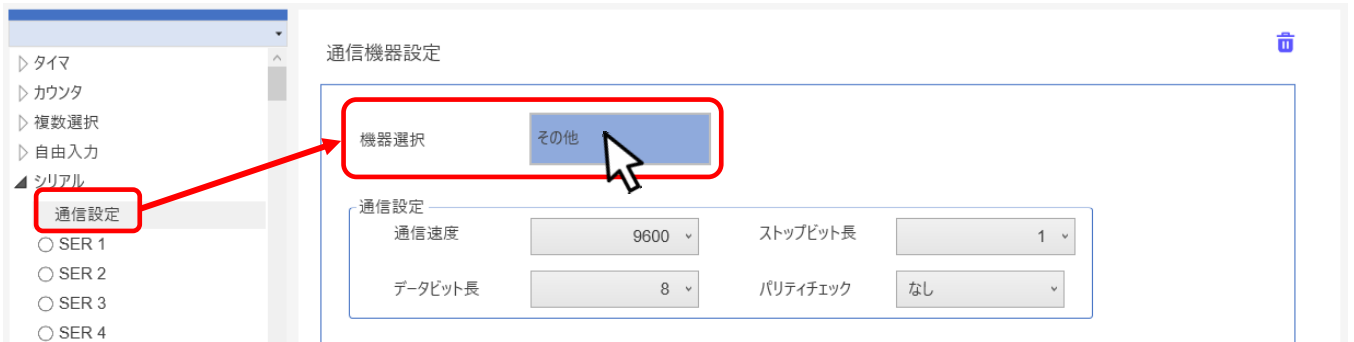 タイマ
カウンタ
複数選択
自由入力
シリアル
通信設定
SER 1
SER 2
SER 3
SER 4
通信機器設定
機器選択 その他
通信設定
通信速度 9600 ストップビット長 1
データビット長 8 パリティチェック なし